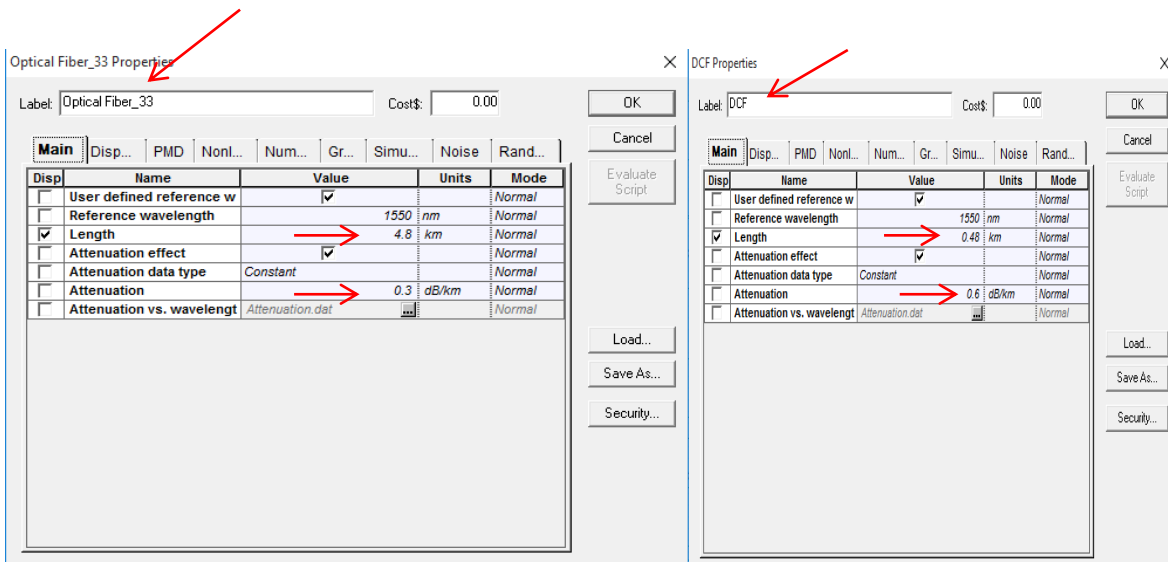 Optical Fiber_33 Properties
Label: Optical Fiber_33 Cost$: 0.00 OK
Cancel
Evaluate
Script
Main Disp... PMD Nonl... Num... Gr... Simu... Noise Rand...
Disp Name Value Units Mode
User defined reference w Normal
Reference wavelength 1550 nm Normal
Length 4.8 km Normal
Attenuation effect Normal
Attenuation data type Constant Normal
Attenuation 0.3 dB/km Normal
Attenuation vs. wavelengt Attenuation.dat ... Normal
Load...
Save As...
Security...
DCF Properties
Label: DCF Cost$: 0.00 OK
Cancel
Evaluate
Script
Main Disp... PMD Nonl... Num... Gr... Simu... Noise Rand...
Disp Name Value Units Mode
User defined reference w Normal
Reference wavelength 1550 nm Normal
Length 0.48 km Normal
Attenuation effect Normal
Attenuation data type Constant Normal
Attenuation 0.6 dB/km Normal
Attenuation vs. wavelengt Attenuation.dat ... Normal
Load...
Save As...
Security...